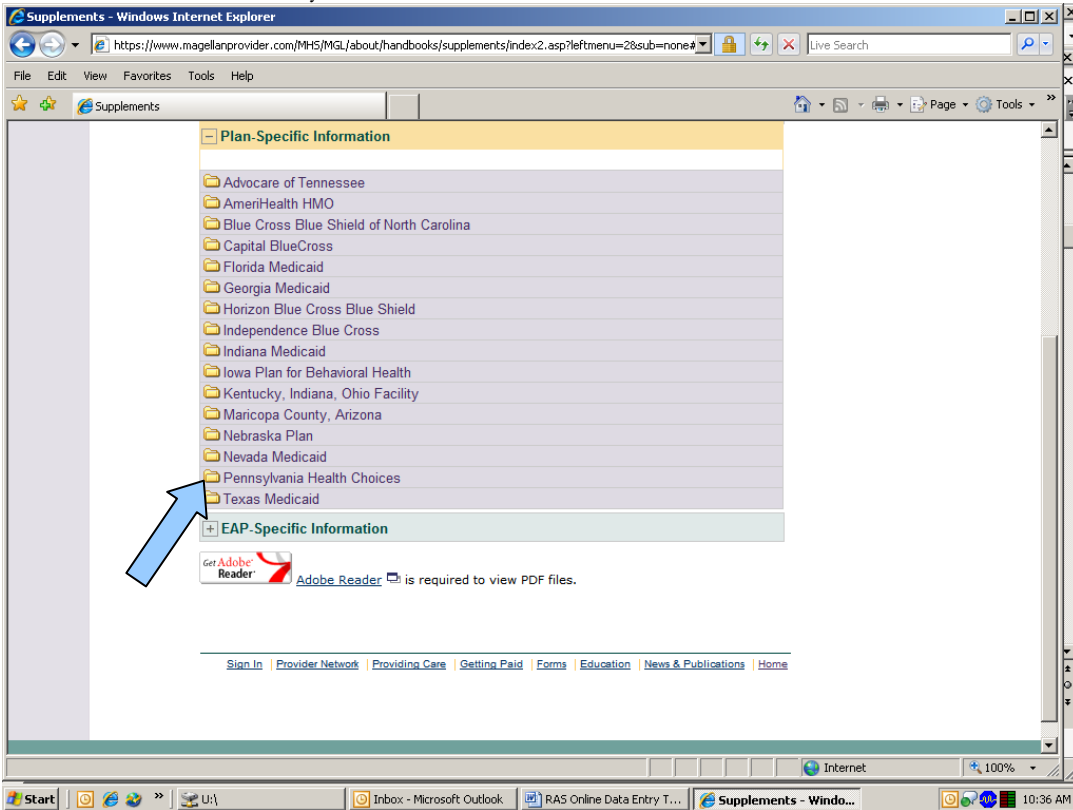 Supplements - Windows Internet Explorer
https://www.magellanprovider.com/MHS/MGL/about/handbooks/supplements/index2.asp?leftmenu=2&sub=none#
Live Search
File Edit View Favorites Tools Help
Supplements
Page Tools
Plan-Specific Information
Advocare of Tennessee
AmeriHealth HMO
Blue Cross Blue Shield of North Carolina
Capital BlueCross
Florida Medicaid
Georgia Medicaid
Horizon Blue Cross Blue Shield
Independence Blue Cross
Indiana Medicaid
Iowa Plan for Behavioral Health
Kentucky, Indiana, Ohio Facility
Maricopa County, Arizona
Nebraska Plan
Nevada Medicaid
Pennsylvania Health Choices
Texas Medicaid
EAP-Specific Information
Get Adobe Reader
Adobe Reader is required to view PDF files.
Sign In | Provider Network | Providing Care | Getting Paid | Forms | Education | News & Publications | Home
Internet 100%
Start U:\ Inbox - Microsoft Outlook RAS Online Data Entry T... Supplements - Windo... 10:36 AM